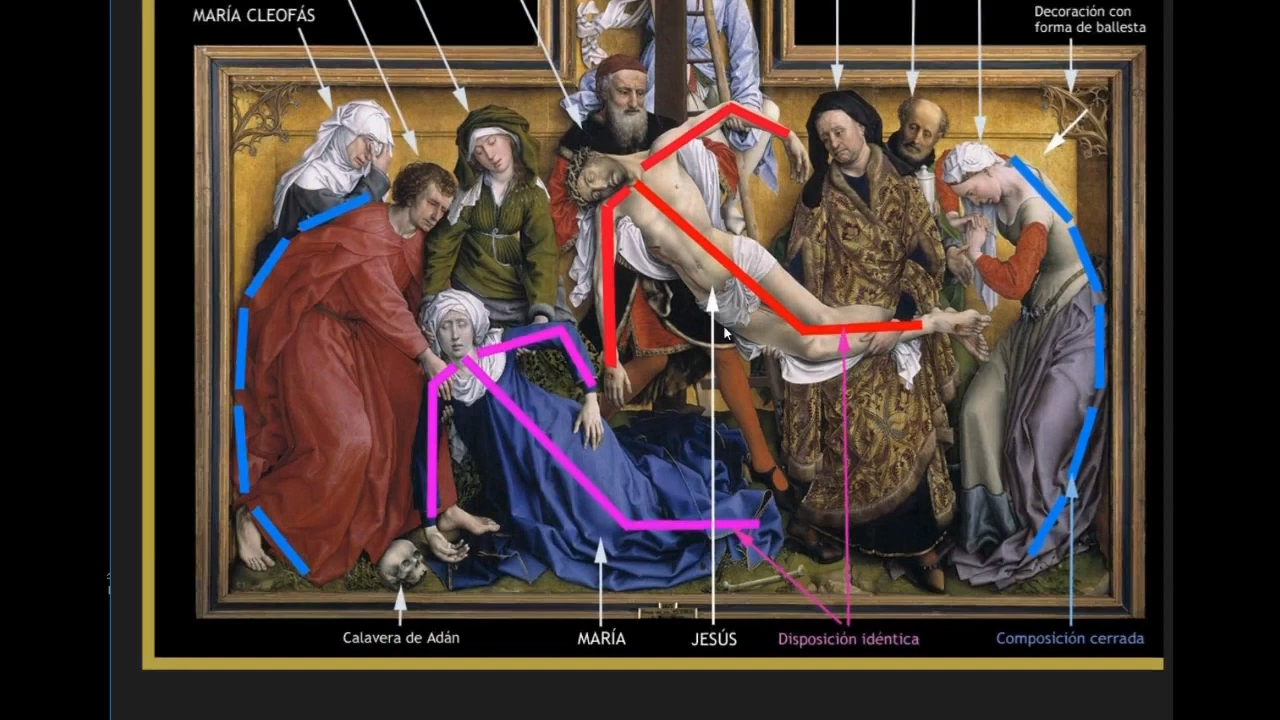 MARÍA CLEOFÁS
Decoración con
forma de ballesta
Calavera de Adán
MARÍA
JESÚS
Disposición idéntica
Composición cerrada